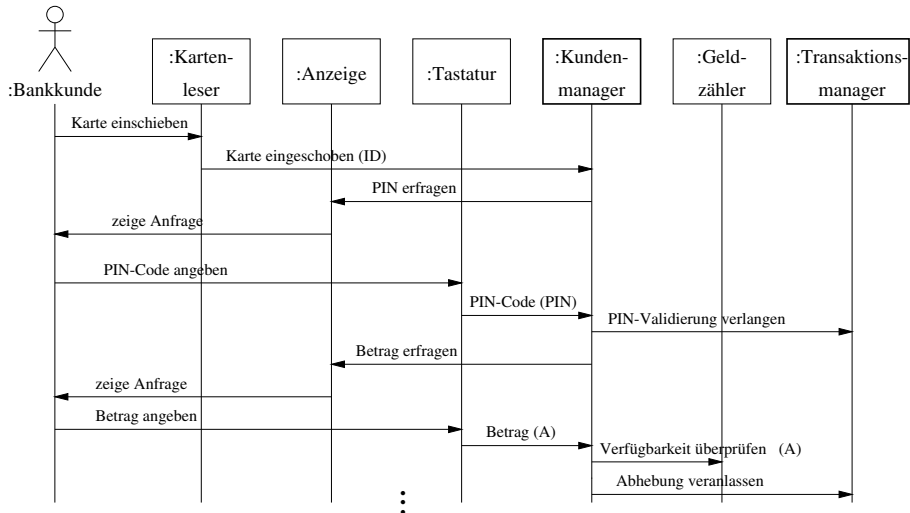 :Bankkunde
:Karten-
leser
:Anzeige
:Tastatur
:Kunden-
manager
:Geld-
zähler
:Transaktions-
manager
Karte einschieben
Karte eingeschoben (ID)
PIN erfragen
zeige Anfrage
PIN-Code angeben
PIN-Code (PIN)
PIN-Validierung verlangen
Betrag erfragen
zeige Anfrage
Betrag angeben
Betrag (A)
Verfügbarkeit überprüfen (A)
Abhebung veranlassen